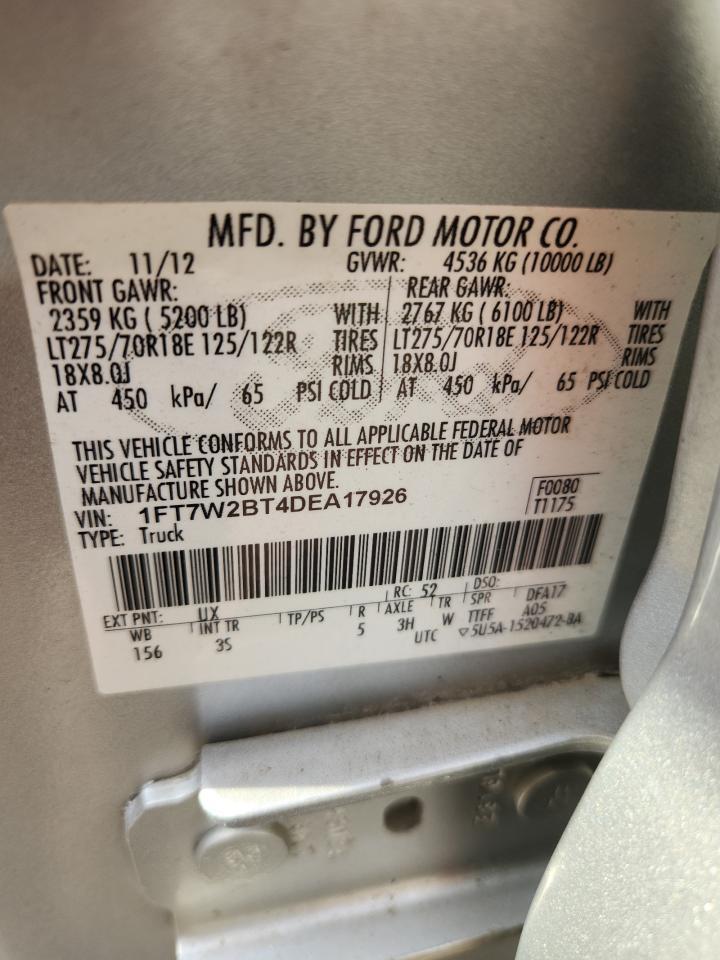 MFD. BY FORD MOTOR CO.
DATE: 11/12 GVWR: 4536 KG (10000 LB)
FRONT GAWR: REAR GAWR:
2359 KG ( 5200 LB) WITH 2767 KG ( 6100 LB) WITH
LT275/70R18E 125/122R TIRES LT275/70R18E 125/122R TIRES
18X8.0J RIMS 18X8.0J RIMS
AT 450 kPa/ 65 PSI COLD AT 450 kPa/ 65 PSI COLD
THIS VEHICLE CONFORMS TO ALL APPLICABLE FEDERAL MOTOR
VEHICLE SAFETY STANDARDS IN EFFECT ON THE DATE OF
MANUFACTURE SHOWN ABOVE.
VIN: 1FT7W2BT4DEA17926 F0080
TYPE: Truck T1175
EXT PNT: UX RC: 52 DSO:
WB INT TR TP/PS R AXLE TR SPR DFA17
156 3S 5 3H W TTFF A05
UTC ▽5U5A-1520472-BA